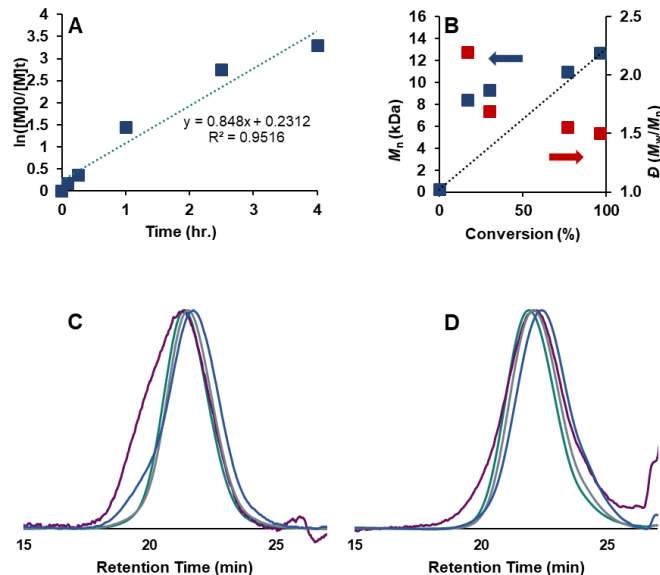 A
4
3.5
3
2.5
2
1.5
1
0.5
0
ln([M]0/[M]t)
y = 0.848x + 0.2312
R² = 0.9516
0 1 2 3 4
Time (hr.)
B
16
14
12
10
8
6
4
2
0
Mn (kDa)
2.5
2.0
1.5
1.0
Đ (Mw/Mn)
0 50 100
Conversion (%)
C
15 20 25
Retention Time (min)
D
15 20 25
Retention Time (min)